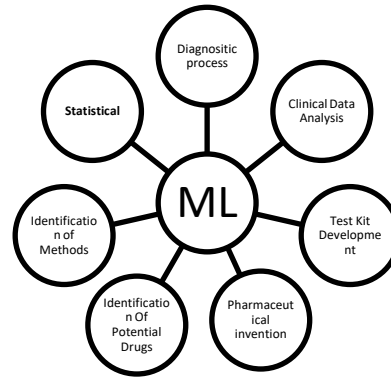 Diagnositic
process
Clinical Data
Analysis
Test Kit
Developme
nt
Pharmaceut
ical
invention
Identificatio
n Of
Potential
Drugs
Identificatio
n of
Methods
Statistical
ML